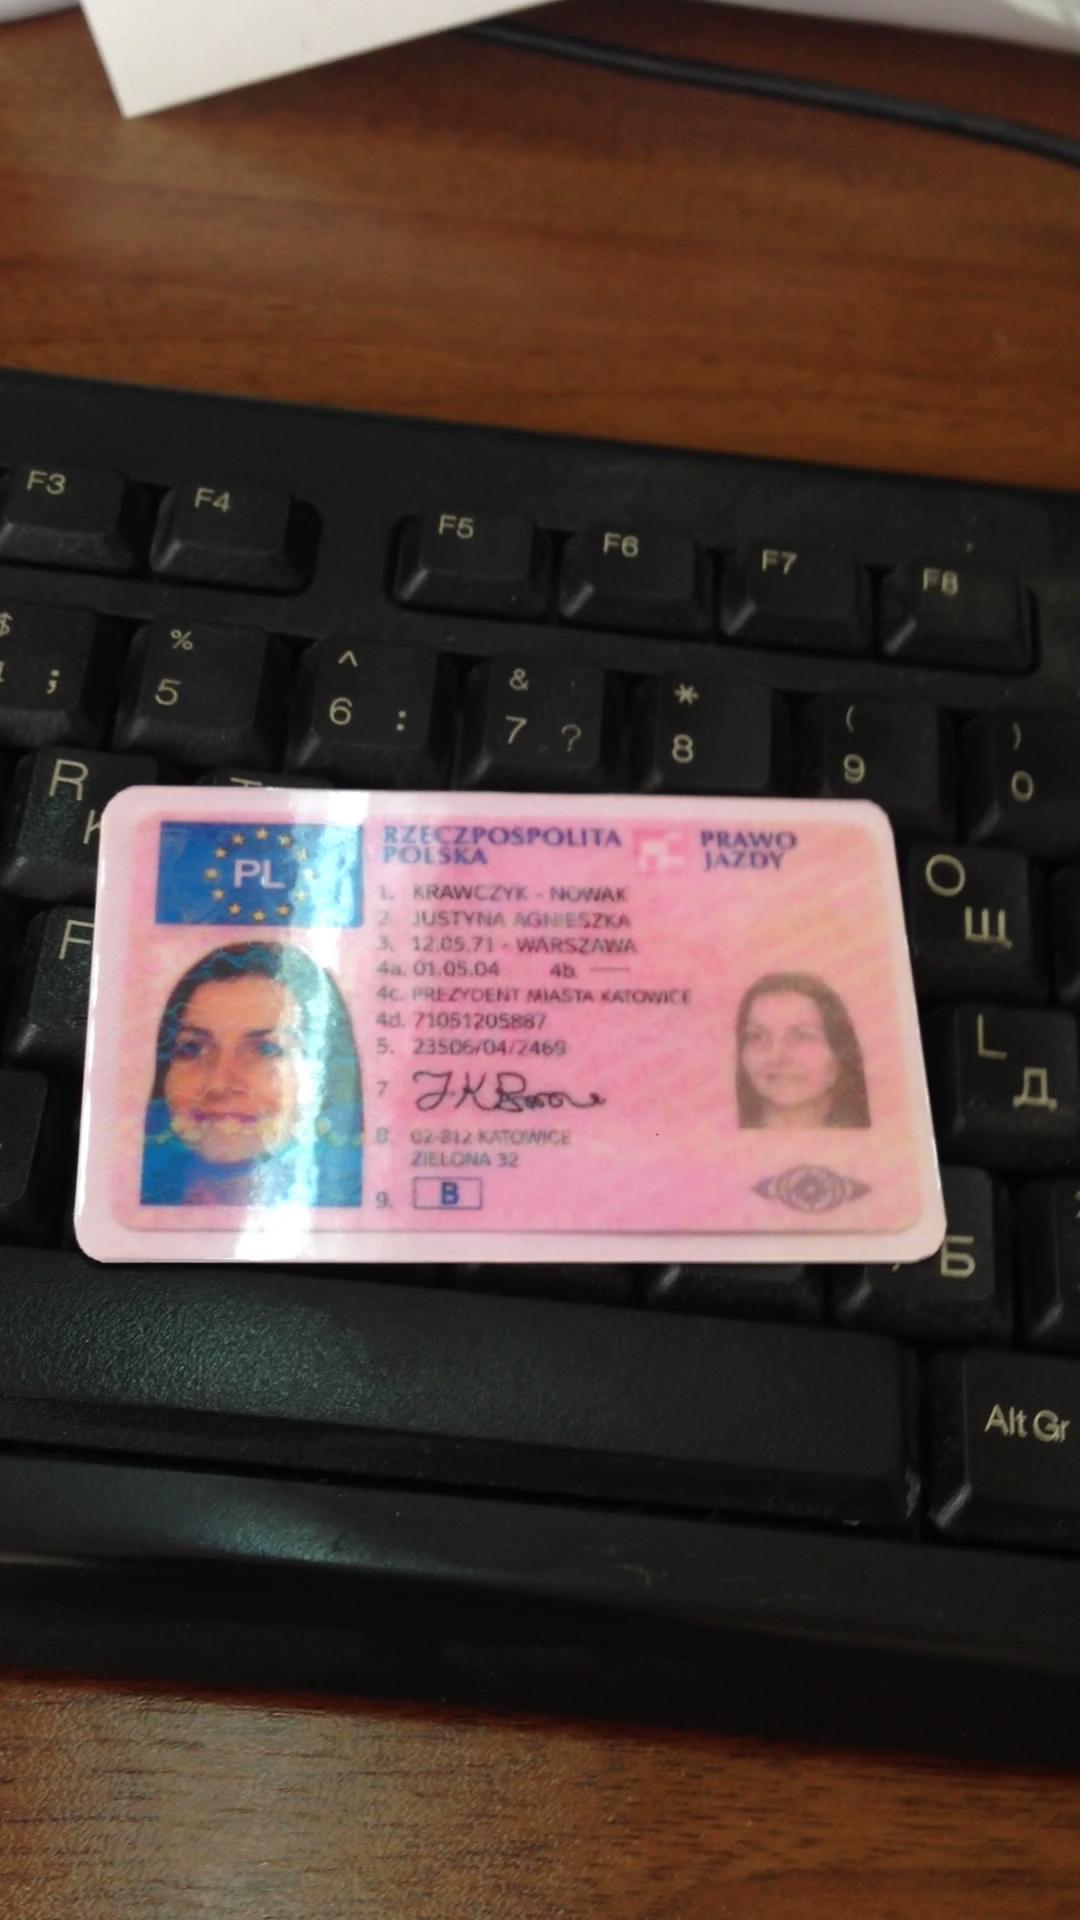 F3 F4 F5 F6 F7 F8
$ ; % 5 ^ 6 : & 7 ? * 8 ( 9 ) 0
R К
PL
RZECZPOSPOLITA POLSKA
PRAWO JAZDY
1. KRAWCZYK - NOWAK
2. JUSTYNA AGNIESZKA
3. 12.05.71 - WARSZAWA
4a. 01.05.04 4b. —
4c. PREZYDENT MIASTA KATOWICE
4d. 71051205887
5. 23506/04/2469
7
8. 02-812 KATOWICE
ZIELONA 32
9. B
O Щ
F
L Д
Б
Alt Gr